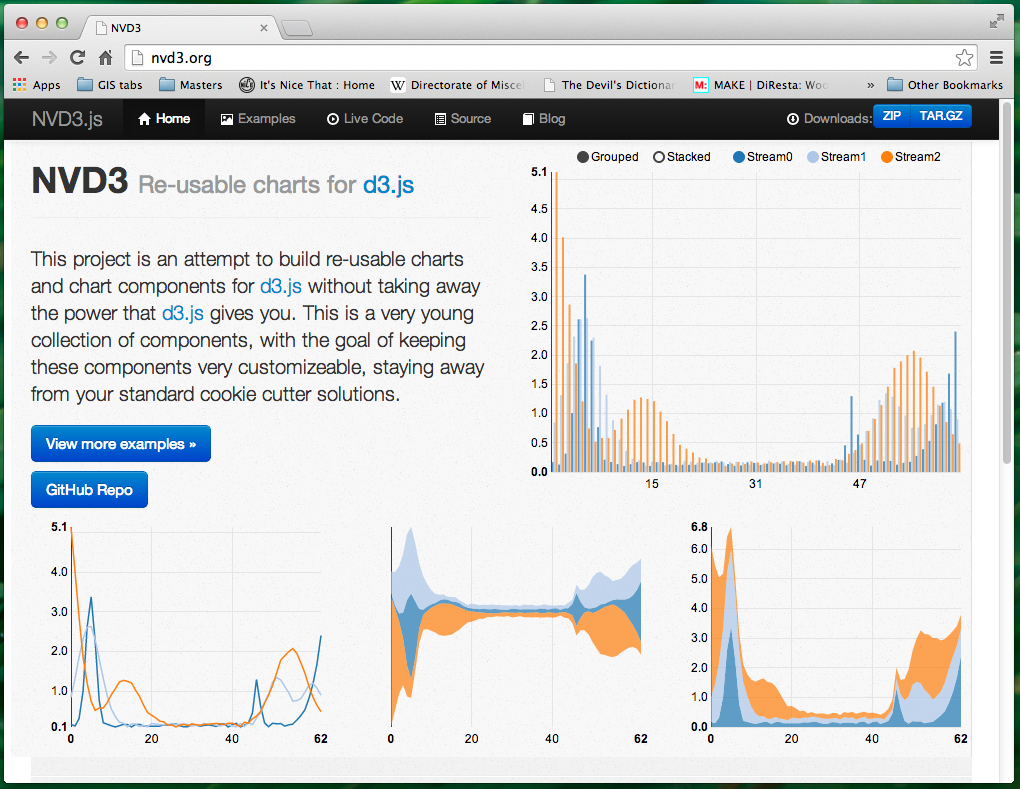 NVD3
nvd3.org
Apps GIS tabs Masters It's Nice That : Home Directorate of Miscel The Devil's Dictionar MAKE | DiResta: Woo » Other Bookmarks
NVD3.js Home Examples Live Code Source Blog Downloads: ZIP TAR.GZ
NVD3 Re-usable charts for d3.js
This project is an attempt to build re-usable charts
and chart components for d3.js without taking away
the power that d3.js gives you. This is a very young
collection of components, with the goal of keeping
these components very customizeable, staying away
from your standard cookie cutter solutions.
View more examples »
GitHub Repo
Grouped Stacked Stream0 Stream1 Stream2
5.1
4.5
4.0
3.5
3.0
2.5
2.0
1.5
1.0
0.5
0.0
15 31 47
5.1
4.0
3.0
2.0
1.0
0.1
0 20 40 62
0 20 40 62
6.8
6.0
5.0
4.0
3.0
2.0
1.0
0.0
0 20 40 62